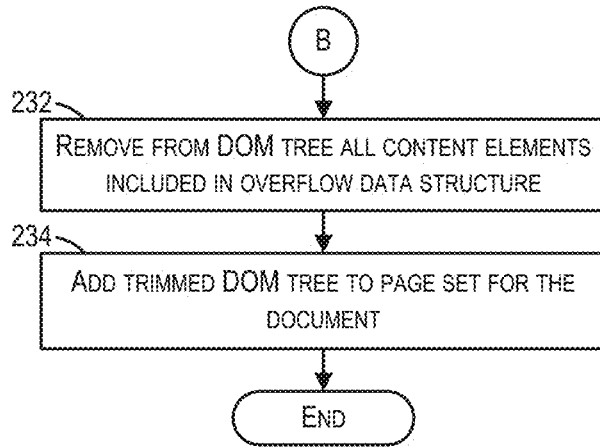 B
232
REMOVE FROM DOM TREE ALL CONTENT ELEMENTS
INCLUDED IN OVERFLOW DATA STRUCTURE
234
ADD TRIMMED DOM TREE TO PAGE SET FOR THE
DOCUMENT
END